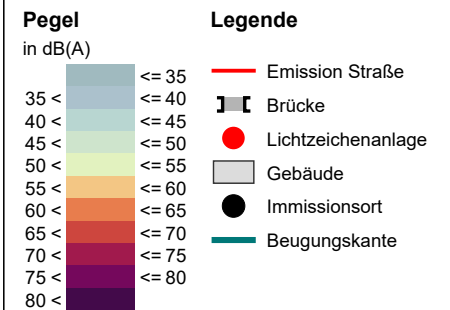 Pegel
in dB(A)
<= 35
35 < <= 40
40 < <= 45
45 < <= 50
50 < <= 55
55 < <= 60
60 < <= 65
65 < <= 70
70 < <= 75
75 < <= 80
80 <
Legende
Emission Straße
Brücke
Lichtzeichenanlage
Gebäude
Immissionsort
Beugungskante